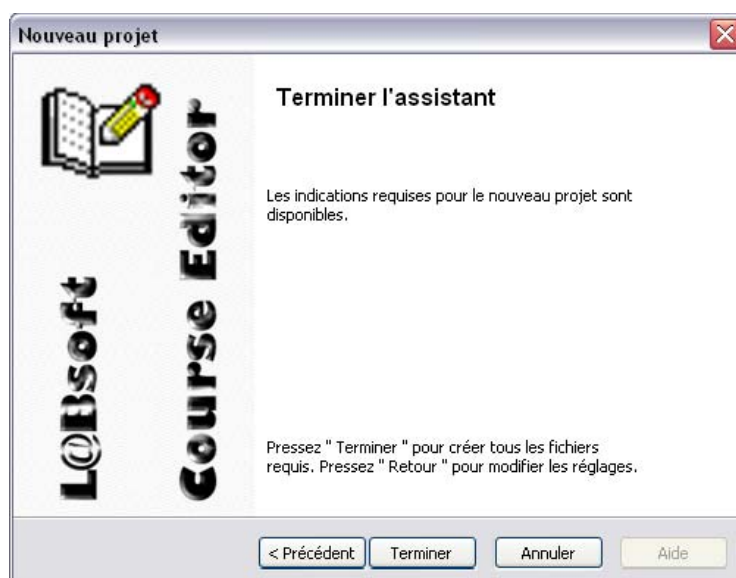 Nouveau projet
L@Bsoft
Course Editor
Terminer l'assistant
Les indications requises pour le nouveau projet sont
disponibles.
Pressez " Terminer " pour créer tous les fichiers
requis. Pressez " Retour " pour modifier les réglages.
< Précédent
Terminer
Annuler
Aide